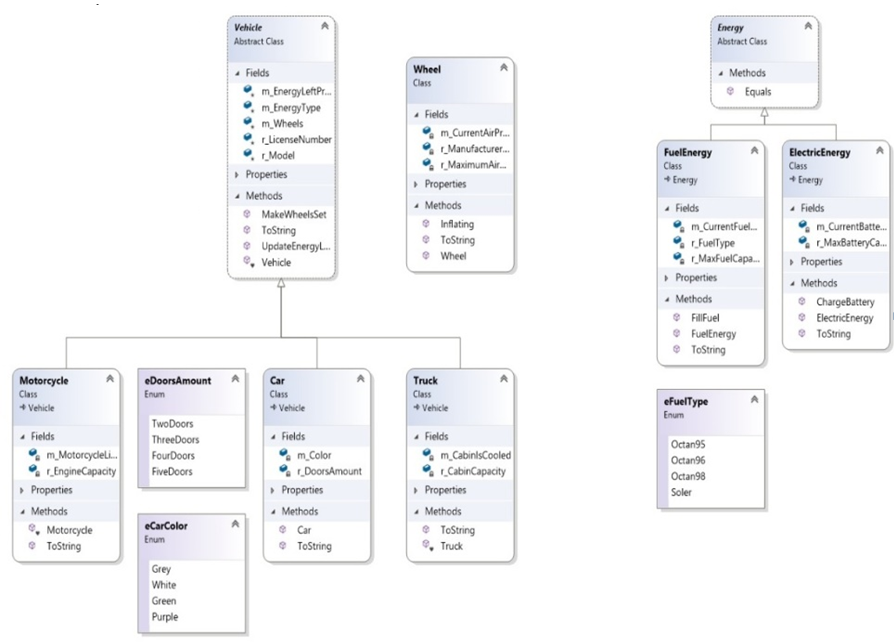 Vehicle
Abstract Class
Fields
m_EnergyLeftPr...
m_EnergyType
m_Wheels
r_LicenseNumber
r_Model
Properties
Methods
MakeWheelsSet
ToString
UpdateEnergyL...
Vehicle
Wheel
Class
Fields
m_CurrentAirPr...
r_Manufacturer...
r_MaximumAir...
Properties
Methods
Inflating
ToString
Wheel
Energy
Abstract Class
Methods
Equals
FuelEnergy
Class
Energy
Fields
m_CurrentFuel...
r_FuelType
r_MaxFuelCapa...
Properties
Methods
FillFuel
FuelEnergy
ToString
ElectricEnergy
Class
Energy
Fields
m_CurrentBatte...
r_MaxBatteryCa...
Properties
Methods
ChargeBattery
ElectricEnergy
ToString
Motorcycle
Class
Vehicle
Fields
m_MotorcycleLi...
r_EngineCapacity
Properties
Methods
Motorcycle
ToString
eDoorsAmount
Enum
TwoDoors
ThreeDoors
FourDoors
FiveDoors
eCarColor
Enum
Grey
White
Green
Purple
Car
Class
Vehicle
Fields
m_Color
r_DoorsAmount
Properties
Methods
Car
ToString
Truck
Class
Vehicle
Fields
m_CabinIsCooled
r_CabinCapacity
Properties
Methods
ToString
Truck
eFuelType
Enum
Octan95
Octan96
Octan98
Soler